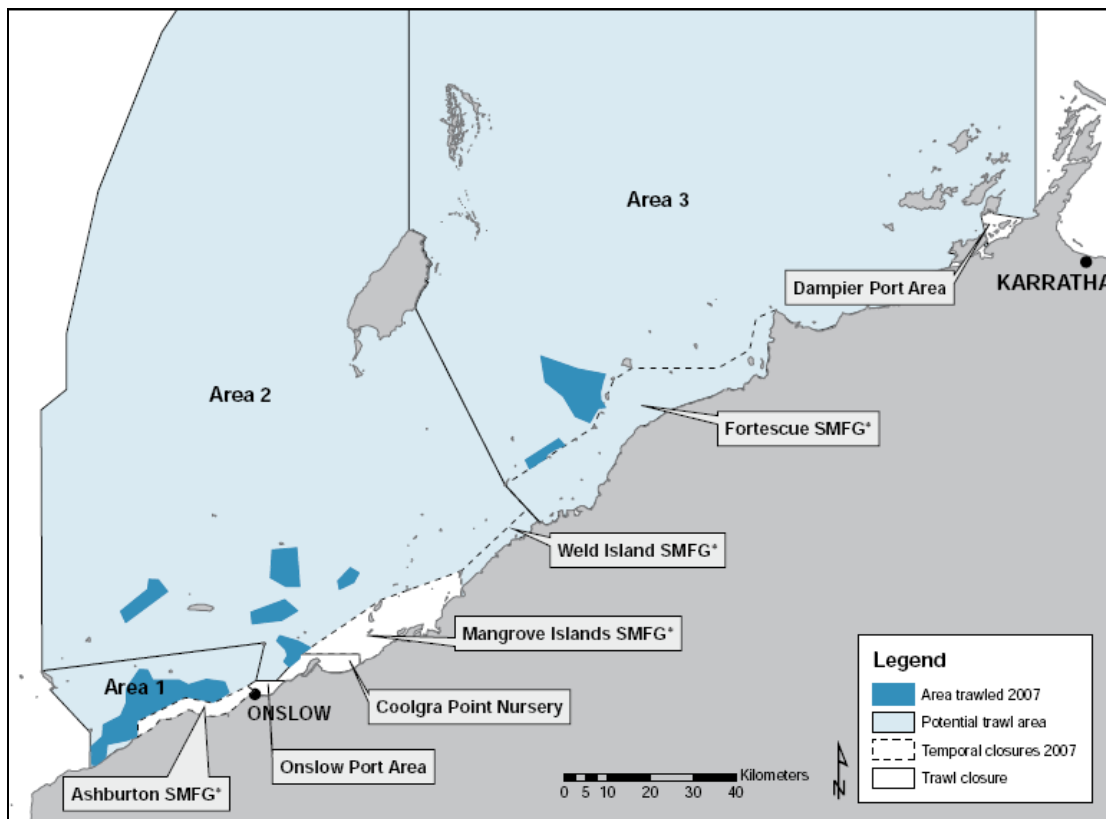 Area 3
Dampier Port Area
KARRATHA
Area 2
Fortescue SMFG*
Weld Island SMFG*
Mangrove Islands SMFG*
Area 1
ONSLOW
Coolgra Point Nursery
Onslow Port Area
Ashburton SMFG*
Kilometers
0 5 10 20 30 40
N
Legend
Area trawled 2007
Potential trawl area
Temporal closures 2007
Trawl closure